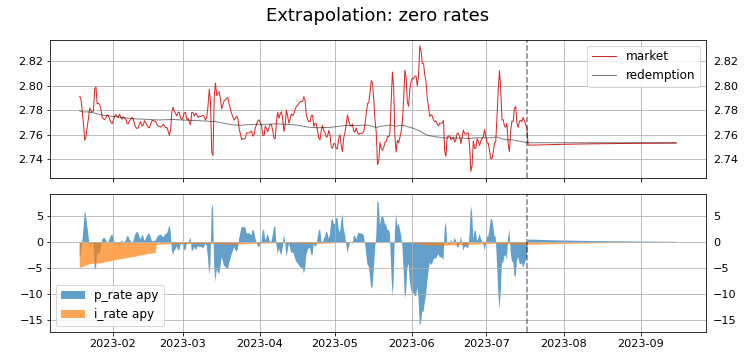 Extrapolation: zero rates
2.82 2.82
market
2.80 2.80
redemption
2.78 2.78
2.76 2.76
2.74 2.74
5 5
0 0
−5 −5
p_rate apy
−10 −10
i_rate apy
−15 −15
2023-02 2023-03 2023-04 2023-05 2023-06 2023-07 2023-08 2023-09